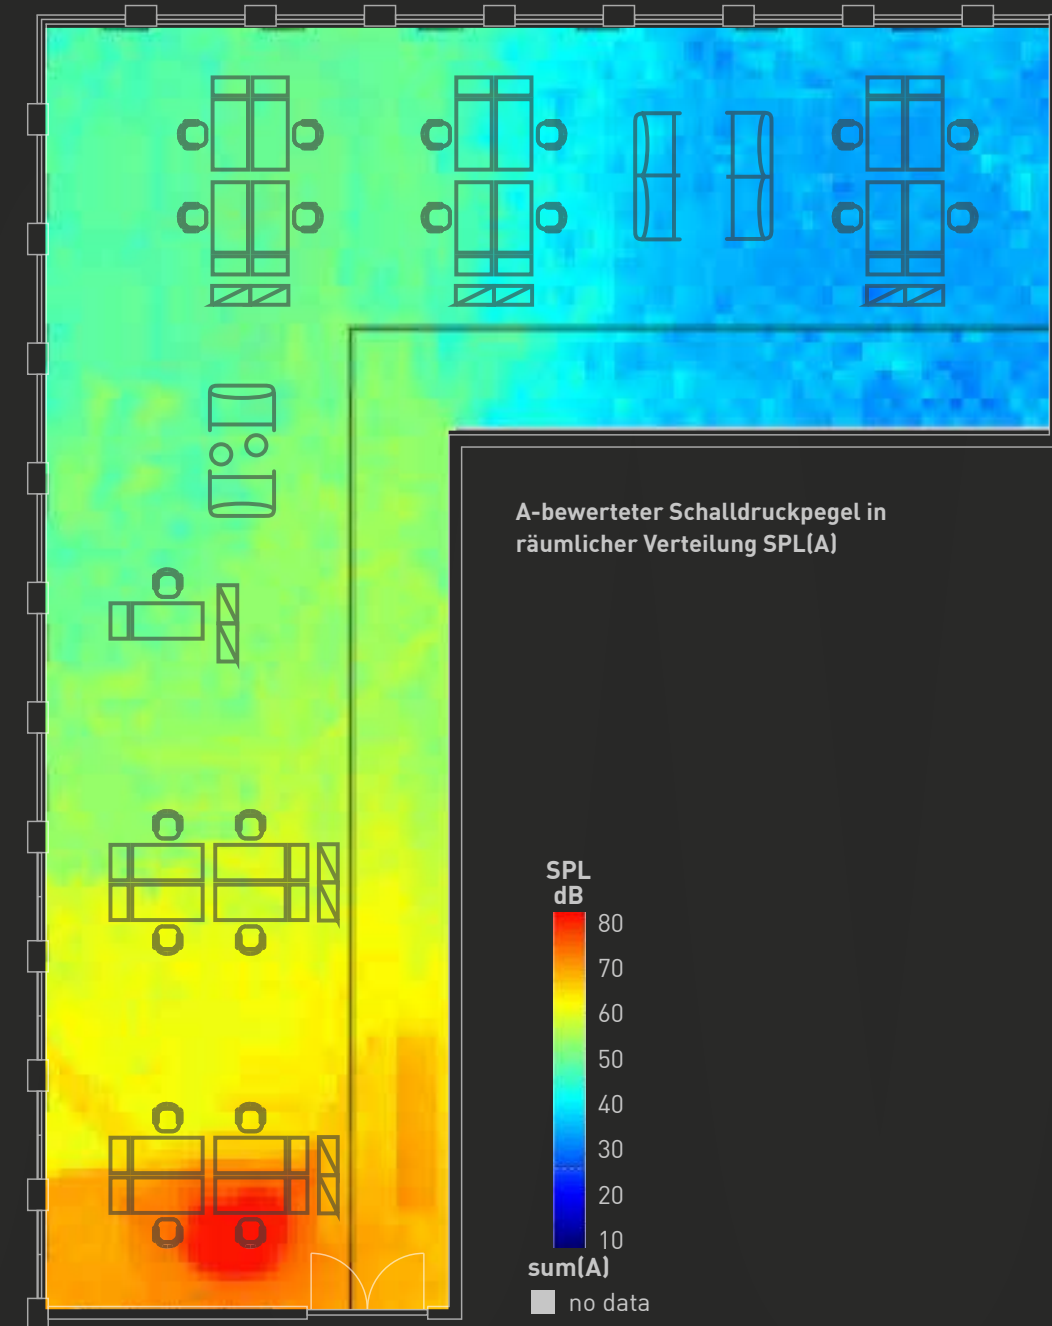 A-bewerteter Schalldruckpegel in
räumlicher Verteilung SPL(A)
SPL
dB
80
70
60
50
40
30
20
10
sum(A)
no data